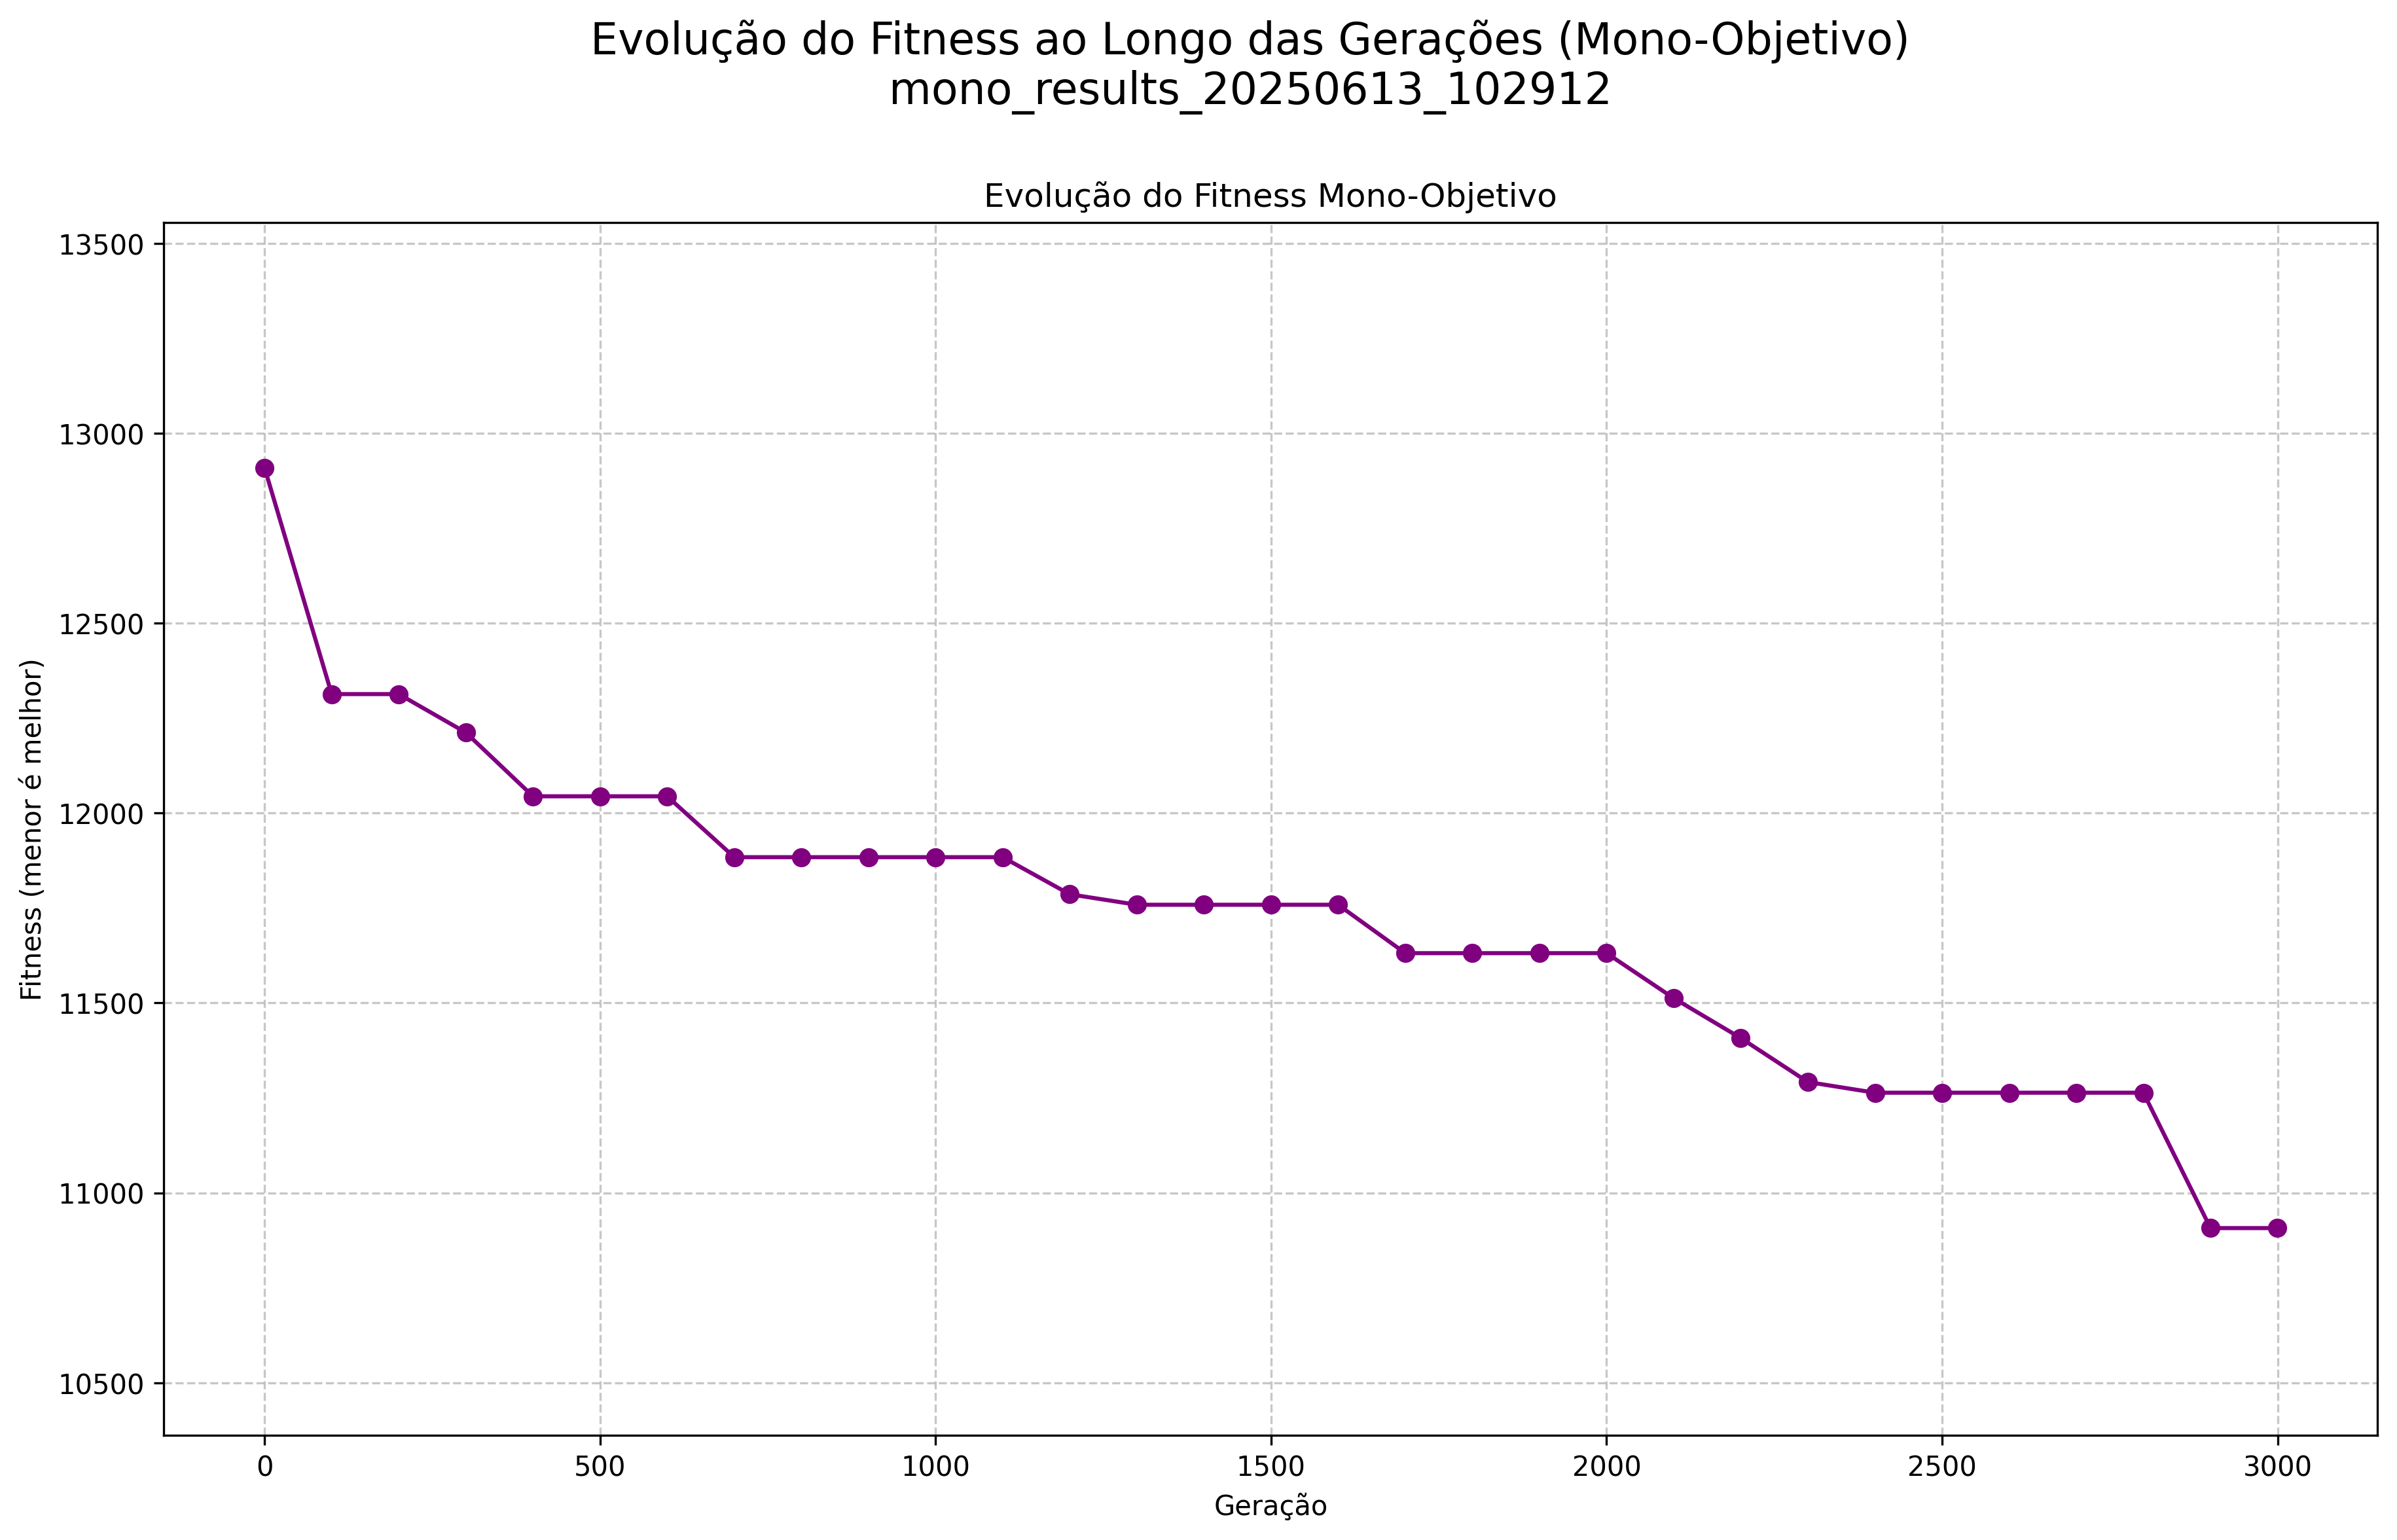 Evolução do Fitness ao Longo das Gerações (Mono-Objetivo)
mono_results_20250613_102912
Evolução do Fitness Mono-Objetivo
13500
13000
12500
12000
11500
11000
10500
Fitness (menor é melhor)
0 500 1000 1500 2000 2500 3000
Geração